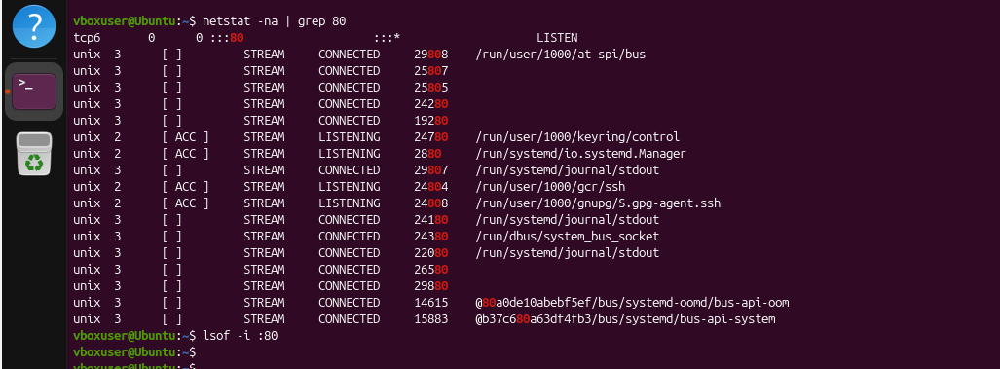 ?
vboxuser@Ubuntu:~$ netstat -na | grep 80
tcp6       0      0 :::80                   :::*                    LISTEN
unix  3      [ ]         STREAM     CONNECTED     29808    /run/user/1000/at-spi/bus
unix  3      [ ]         STREAM     CONNECTED     25807
unix  3      [ ]         STREAM     CONNECTED     25805
unix  3      [ ]         STREAM     CONNECTED     24280
unix  3      [ ]         STREAM     CONNECTED     19280
unix  2      [ ACC ]     STREAM     LISTENING     24780    /run/user/1000/keyring/control
unix  2      [ ACC ]     STREAM     LISTENING     2880     /run/systemd/io.systemd.Manager
unix  3      [ ]         STREAM     CONNECTED     29807    /run/systemd/journal/stdout
unix  2      [ ACC ]     STREAM     LISTENING     24804    /run/user/1000/gcr/ssh
unix  2      [ ACC ]     STREAM     LISTENING     24808    /run/user/1000/gnupg/S.gpg-agent.ssh
unix  3      [ ]         STREAM     CONNECTED     24180    /run/systemd/journal/stdout
unix  3      [ ]         STREAM     CONNECTED     24380    /run/dbus/system_bus_socket
unix  3      [ ]         STREAM     CONNECTED     22080    /run/systemd/journal/stdout
unix  3      [ ]         STREAM     CONNECTED     26580
unix  3      [ ]         STREAM     CONNECTED     29880
unix  3      [ ]         STREAM     CONNECTED     14615    @80a0de10abebf5ef/bus/systemd-oomd/bus-api-oom
unix  3      [ ]         STREAM     CONNECTED     15883    @b37c680a63df4fb3/bus/systemd/bus-api-system
vboxuser@Ubuntu:~$ lsof -i :80
vboxuser@Ubuntu:~$
vboxuser@Ubuntu:~$